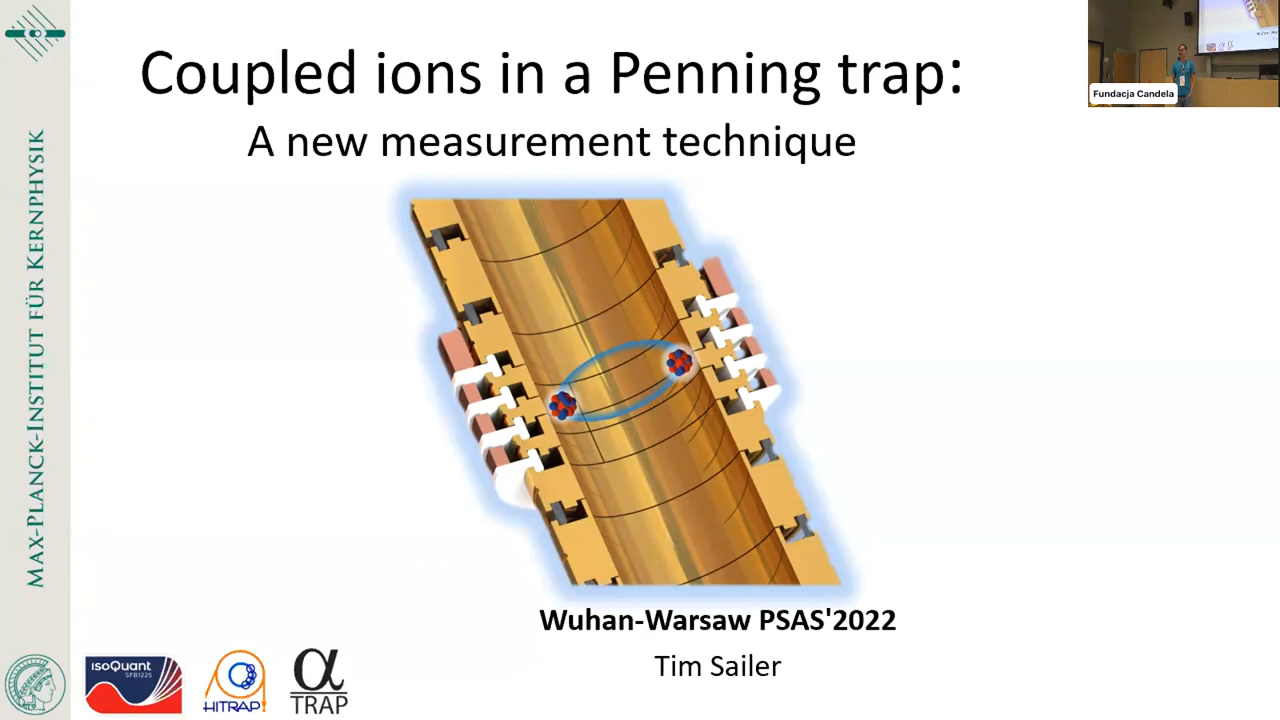 Coupled ions in a Penning trap:
A new measurement technique
Fundacja Candela
MAX-PLANCK-INSTITUT FÜR KERNPHYSIK
Wuhan-Warsaw PSAS'2022
Tim Sailer
ISOQUANT
SFB1225
HITRAP!
α
TRAP